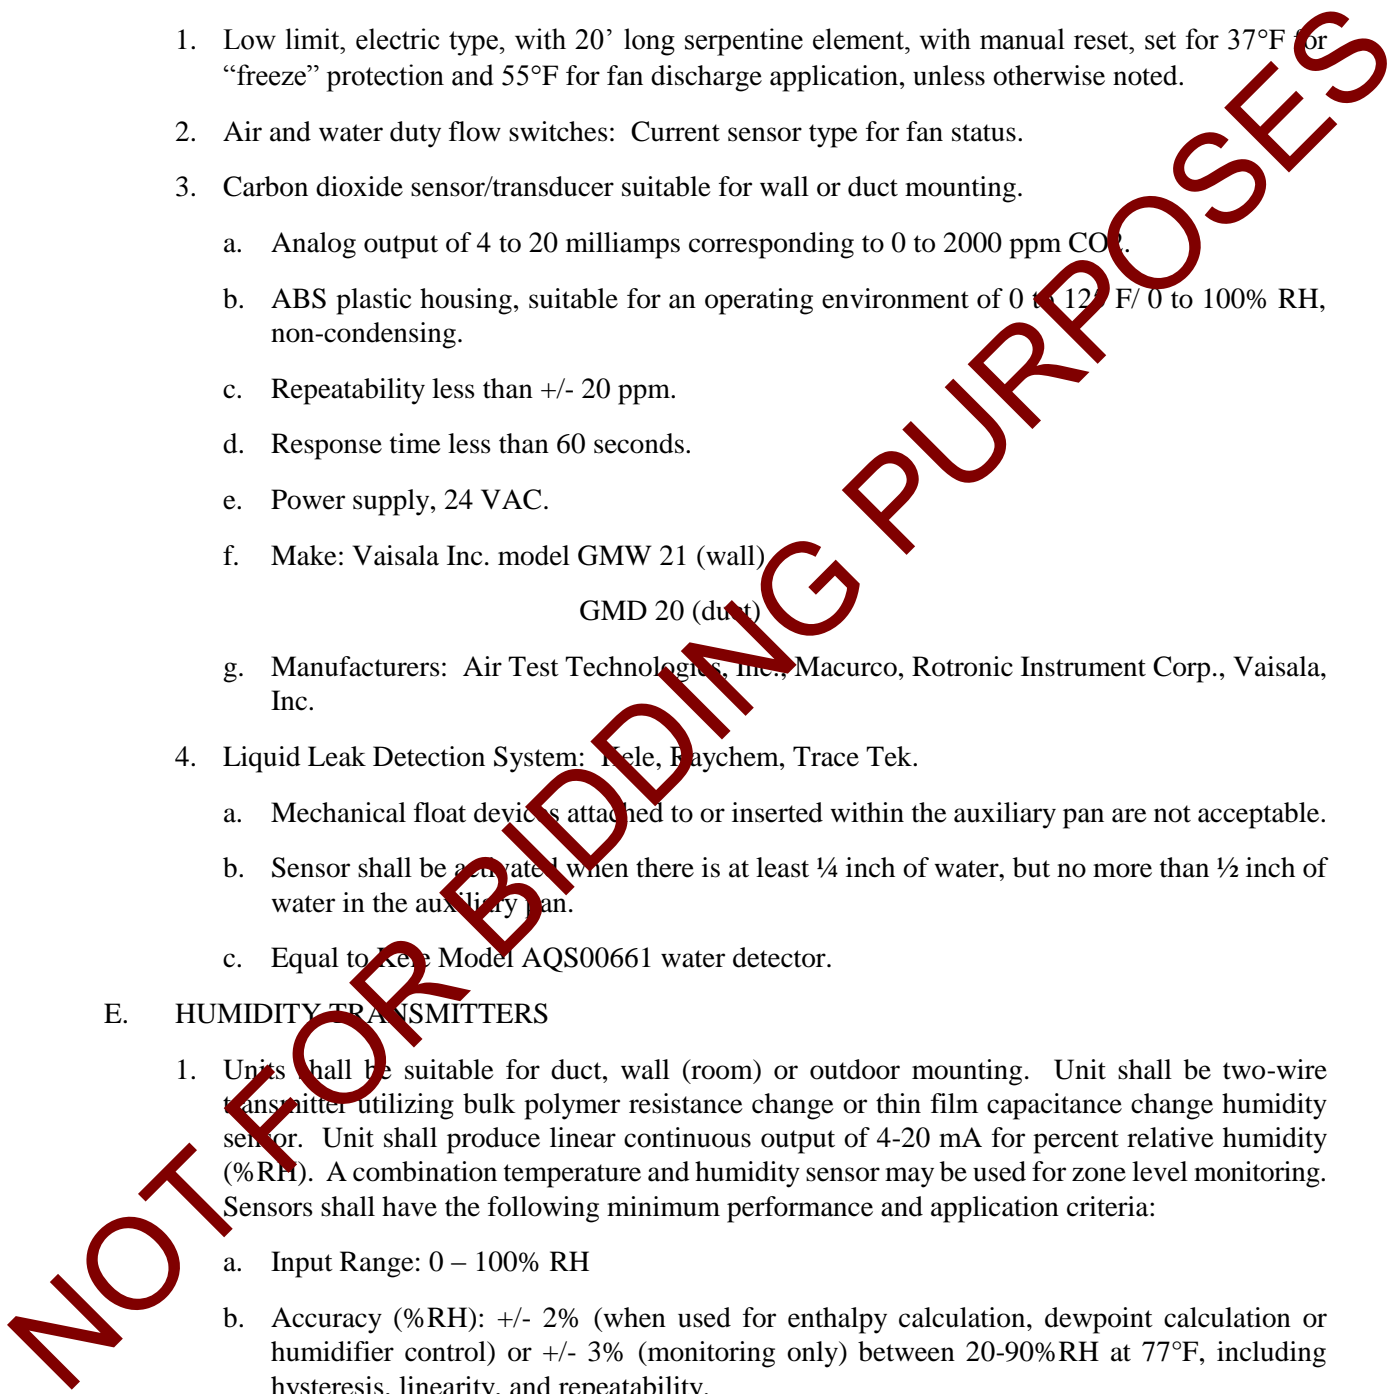 1. Low limit, electric type, with 20’ long serpentine element, with manual reset, set for 37°F for
“freeze” protection and 55°F for fan discharge application, unless otherwise noted.
2. Air and water duty flow switches: Current sensor type for fan status.
3. Carbon dioxide sensor/transducer suitable for wall or duct mounting.
a. Analog output of 4 to 20 milliamps corresponding to 0 to 2000 ppm CO2.
b. ABS plastic housing, suitable for an operating environment of 0 to F/ 0 to 100% RH,
non-condensing.
c. Repeatability less than +/- 20 ppm.
d. Response time less than 60 seconds.
e. Power supply, 24 VAC.
f. Make: Vaisala Inc. model GMW 21 (wall)
GMD 20 (duct)
g. Manufacturers: Air Test Technologies, Inc., Macurco, Rotronic Instrument Corp., Vaisala,
Inc.
4. Liquid Leak Detection System: Kele, Raychem, Trace Tek.
a. Mechanical float devices attached to or inserted within the auxiliary pan are not acceptable.
b. Sensor shall be activated when there is at least ¼ inch of water, but no more than ½ inch of
water in the auxiliary pan.
c. Equal to Kele Model AQS00661 water detector.
E. HUMIDITY TRANSMITTERS
1. Units shall be suitable for duct, wall (room) or outdoor mounting. Unit shall be two-wire
transmitter utilizing bulk polymer resistance change or thin film capacitance change humidity
sensor. Unit shall produce linear continuous output of 4-20 mA for percent relative humidity
(%RH). A combination temperature and humidity sensor may be used for zone level monitoring.
Sensors shall have the following minimum performance and application criteria:
a. Input Range: 0 – 100% RH
b. Accuracy (%RH): +/- 2% (when used for enthalpy calculation, dewpoint calculation or
humidifier control) or +/- 3% (monitoring only) between 20-90%RH at 77°F, including
hysteresis, linearity, and repeatability.
NOT FOR BIDDING PURPOSES